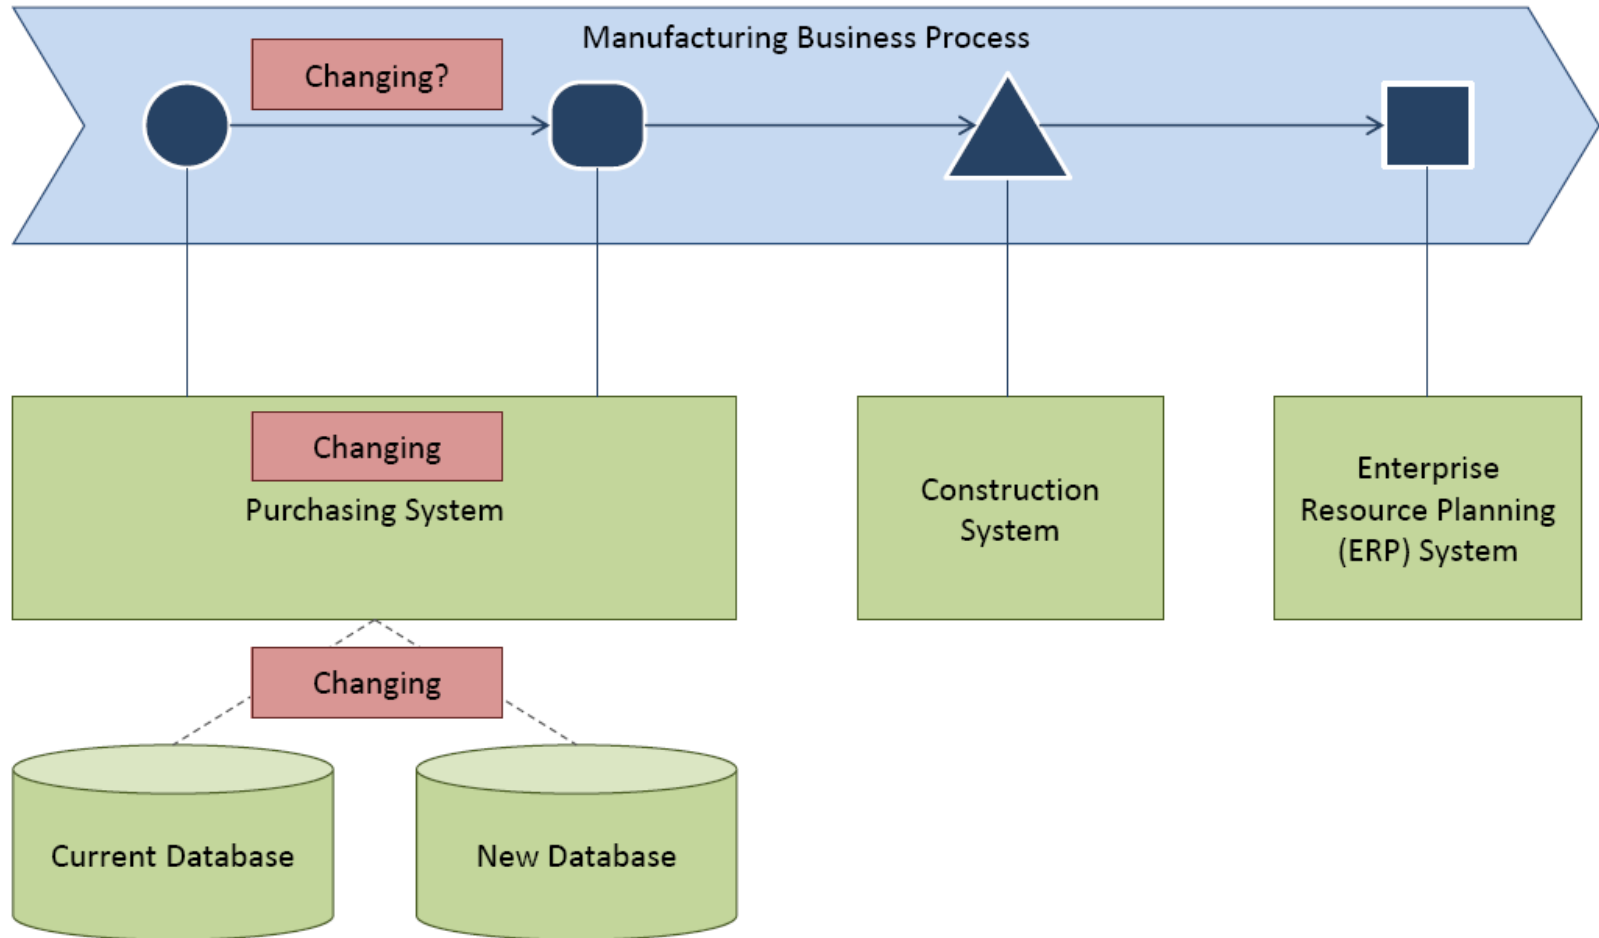 Manufacturing Business Process
Changing?
Changing
Purchasing System
Construction
System
Enterprise
Resource Planning
(ERP) System
Changing
Current Database
New Database